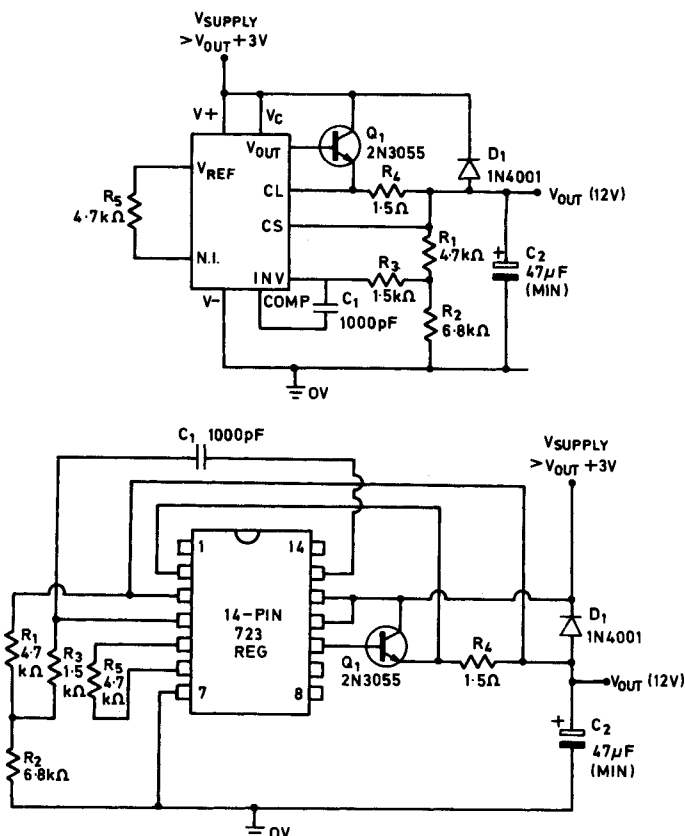 VSUPPLY
>VOUT+3V
V+
VC
VOUT
Q1
2N3055
D1
1N4001
VREF
R5
4.7kΩ
CL
R4
1.5Ω
VOUT (12V)
CS
R1
4.7kΩ
C2
47µF
(MIN)
+
N.I.
INV
R3
1.5kΩ
V-
COMP
C1
1000pF
R2
6.8kΩ
0V
C1 1000pF
VSUPPLY
>VOUT+3V
1
14
14-PIN
723
REG
7
8
R1
4.7
kΩ
R3
1.5
kΩ
R5
4.7
kΩ
Q1
2N3055
R4
1.5Ω
D1
1N4001
VOUT (12V)
+
C2
47µF
(MIN)
R2
6.8kΩ
0V